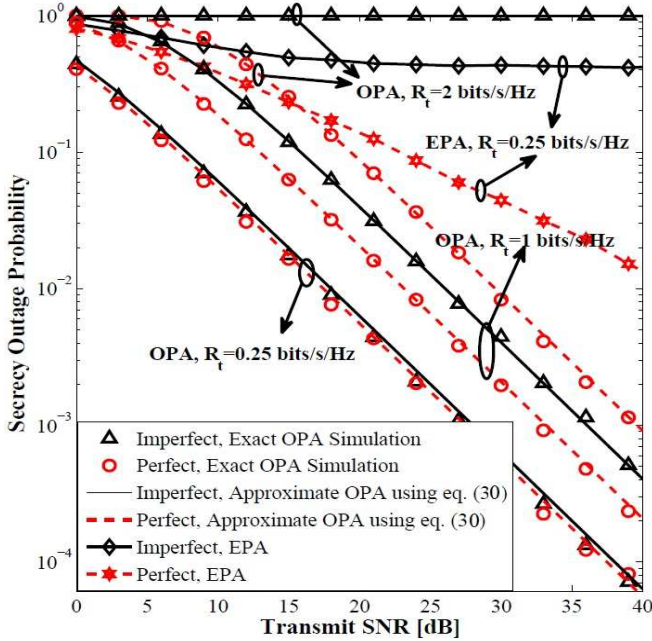 10^0
10^-1
10^-2
10^-3
10^-4
Secrecy Outage Probability
OPA, R_t=2 bits/s/Hz
EPA, R_t=0.25 bits/s/Hz
OPA, R_t=1 bits/s/Hz
OPA, R_t=0.25 bits/s/Hz
Imperfect, Exact OPA Simulation
Perfect, Exact OPA Simulation
Imperfect, Approximate OPA using eq. (30)
Perfect, Approximate OPA using eq. (30)
Imperfect, EPA
Perfect, EPA
0 5 10 15 20 25 30 35 40
Transmit SNR [dB]